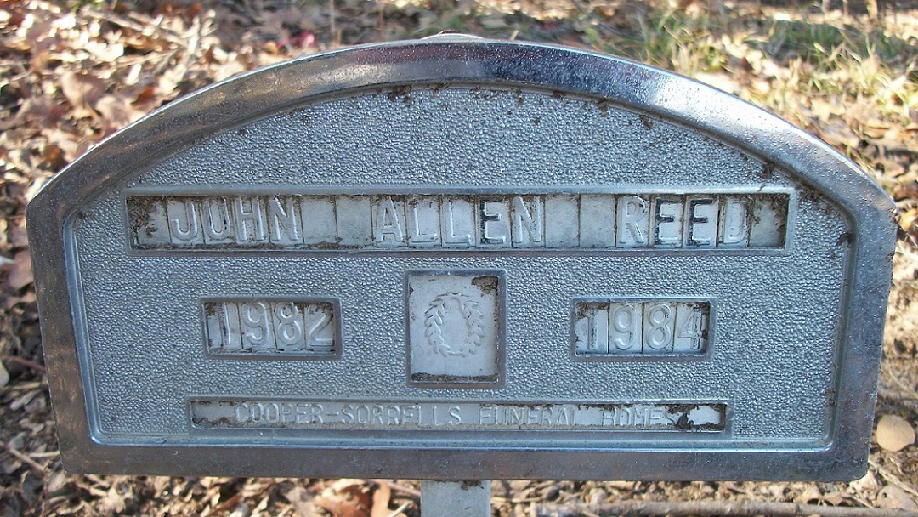 JOHN ALLEN REED
1982 1984
COOPER-SORRELLS FUNERAL HOME